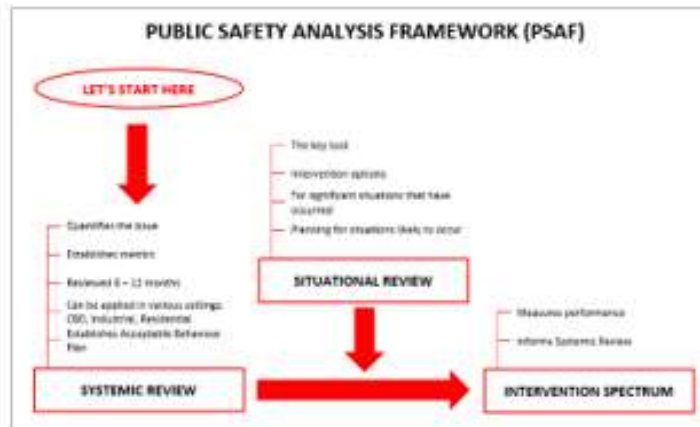 PUBLIC SAFETY ANALYSIS FRAMEWORK (PSAF)
LET'S START HERE
The key tool
Intervention options
For significant situations that have
occurred
Planning for situations likely to occur
SITUATIONAL REVIEW
Quantifies the issue
Establishes metrics
Reviewed 6 – 12 months
Can be applied in various settings:
CBD, Industrial, Residential
Establishes Acceptable Behaviour
Plan
SYSTEMIC REVIEW
Measures performance
Informs Systemic Review
INTERVENTION SPECTRUM